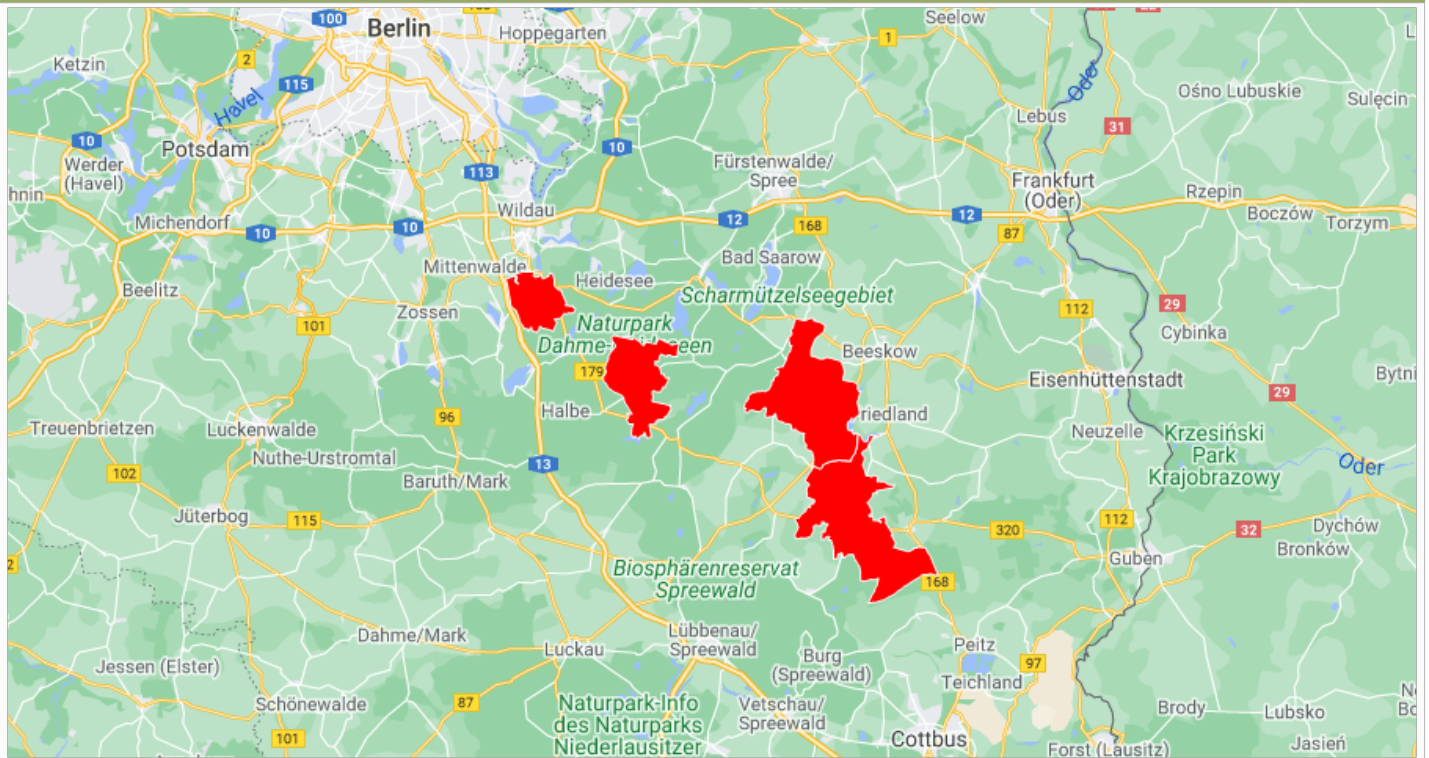 100
Berlin
Hoppegarten
Seelow
Ketzin
2
1
115
Havel
Oder
Ośno Lubuskie
Sulęcin
Lebus
31
10
Potsdam
10
Werder
(Havel)
113
Fürstenwalde/
Spree
Frankfurt
(Oder)
hnin
Rzepin
Michendorf
10
10
Wildau
12
168
12
87
Boczów
Torzym
Mittenwalde
Heidesee
Bad Saarow
Beelitz
Scharmützelseegebiet
Zossen
101
112
29
Naturpark
Cybinka
Beeskow
179
Eisenhüttenstadt
Bytni
29
96
Halbe
riedland
Treuenbrietzen
Luckenwalde
Neuzelle
Krzesiński
Park
Krajobrazowy
Nuthe-Urstromtal
102
13
Oder
Baruth/Mark
Jüterbog
115
320
112
32
Dychów
Bronków
2
Guben
Biosphärenreservat
Spreewald
168
Dahme/Mark
Lübbenau/
Spreewald
Luckau
Peitz
Jessen (Elster)
Burg
(Spreewald)
97
Teichland
Schönewalde
87
Naturpark-Info
des Naturparks
Niederlausitzer
Vetschau/
Spreewald
Brody
Lubsko
101
Cottbus
Forst (Lausitz)
Jasień